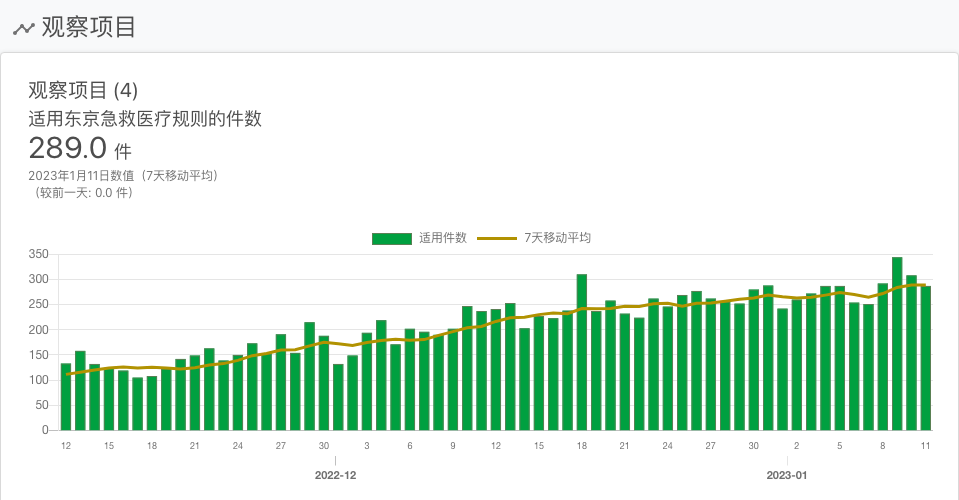 观察项目
观察项目 (4)
适用东京急救医疗规则的件数
289.0 件
2023年1月11日数值（7天移动平均）
（较前一天: 0.0 件）
适用件数 7天移动平均
350
300
250
200
150
100
50
0
12 15 18 21 24 27 30 3 6 9 12 15 18 21 24 27 30 2 5 8 11
2022-12 2023-01